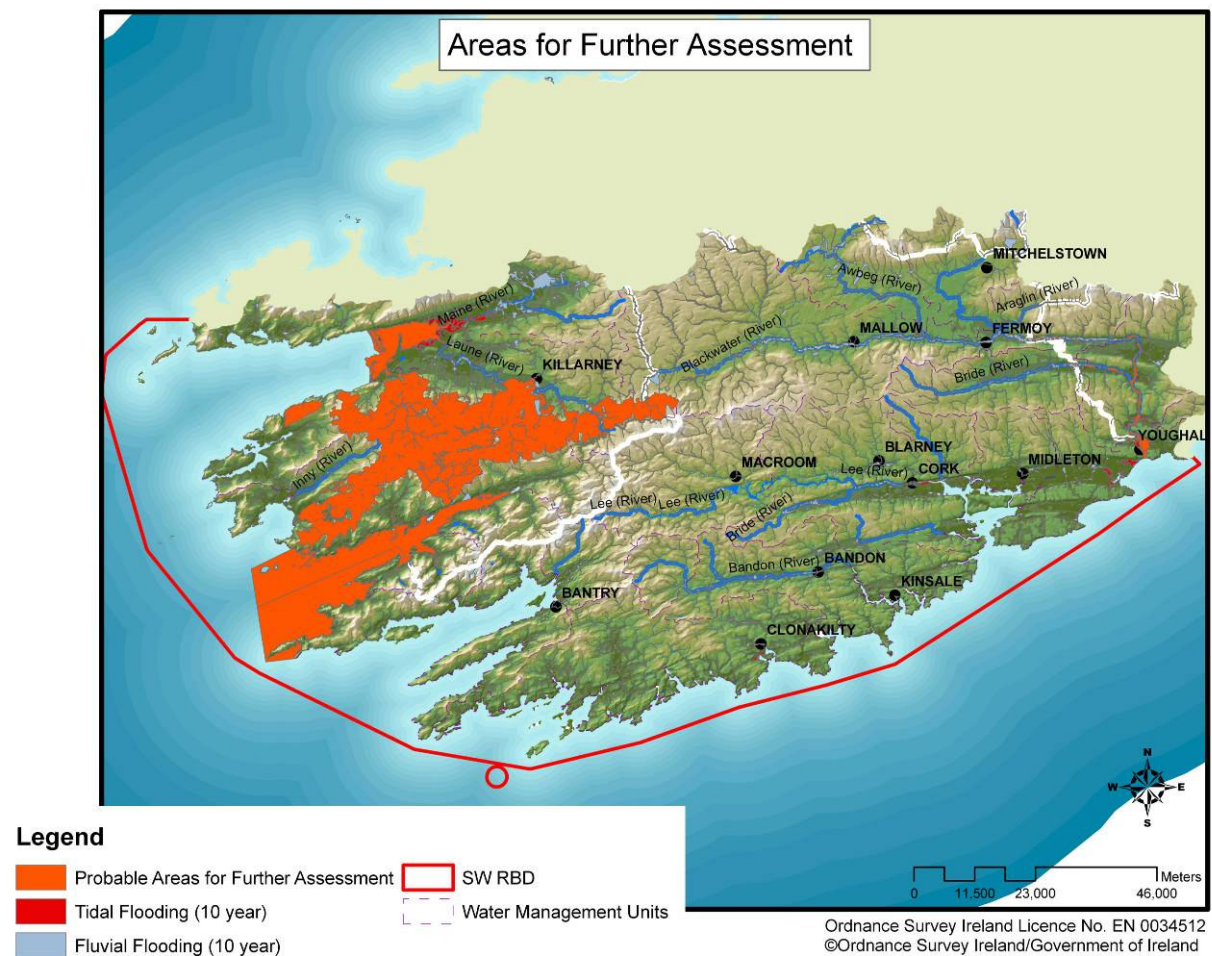 Areas for Further Assessment
MITCHELSTOWN
Awbeg (River)
Araglin (River)
Maine (River)
MALLOW
FERMOY
Laune (River)
KILLARNEY
Blackwater (River)
Bride (River)
YOUGHAL
BLARNEY
Inny (River)
MACROOM
Lee (River)
CORK
MIDLETON
Lee (River)
Lee (River)
Bride (River)
Bandon (River)
BANDON
BANTRY
KINSALE
CLONAKILTY
N
W
E
S
Legend
Probable Areas for Further Assessment
SW RBD
Tidal Flooding (10 year)
Water Management Units
Fluvial Flooding (10 year)
Meters
0 11,500 23,000 46,000
Ordnance Survey Ireland Licence No. EN 0034512
©Ordnance Survey Ireland/Government of Ireland